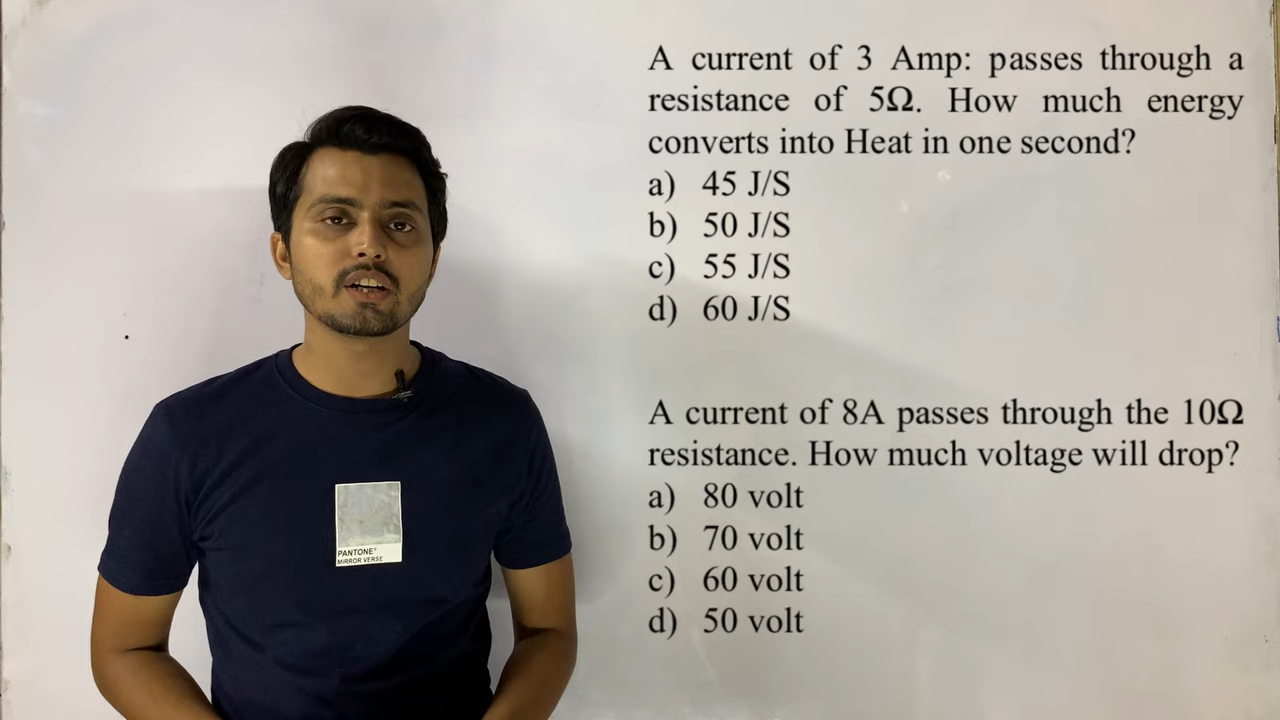 A current of 3 Amp: passes through a
resistance of 5Ω. How much energy
converts into Heat in one second?
a) 45 J/S
b) 50 J/S
c) 55 J/S
d) 60 J/S
A current of 8A passes through the 10Ω
resistance. How much voltage will drop?
a) 80 volt
b) 70 volt
c) 60 volt
d) 50 volt
PANTONE®
MIRROR VERSE